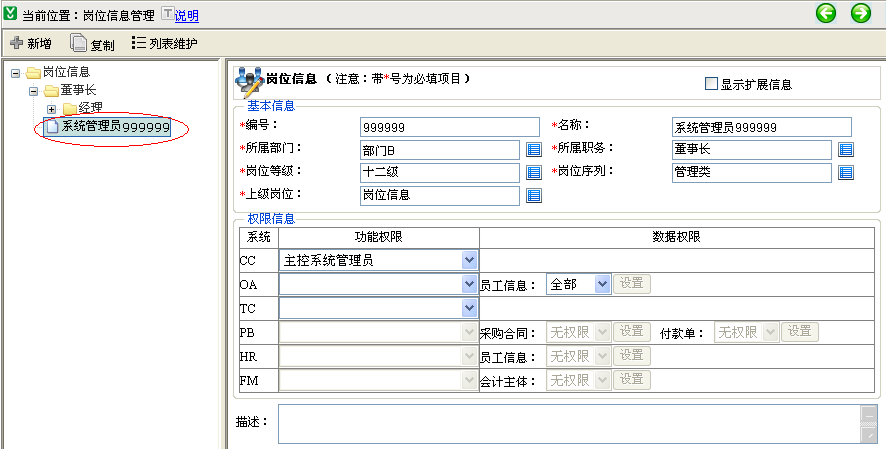 当前位置：岗位信息管理 T说明
新增 复制 列表维护
岗位信息
董事长
经理
系统管理员999999
岗位信息（注意：带*号为必填项目） 显示扩展信息
基本信息
*编号： 999999 *名称： 系统管理员999999
*所属部门： 部门B *所属职务： 董事长
*岗位等级： 十二级 *岗位序列： 管理类
*上级岗位： 岗位信息
权限信息
系统 功能权限 数据权限
CC 主控系统管理员
OA 员工信息： 全部 设置
TC
PB 采购合同： 无权限 设置 付款单： 无权限 设置
HR 员工信息： 无权限 设置
FM 会计主体： 无权限 设置
描述：